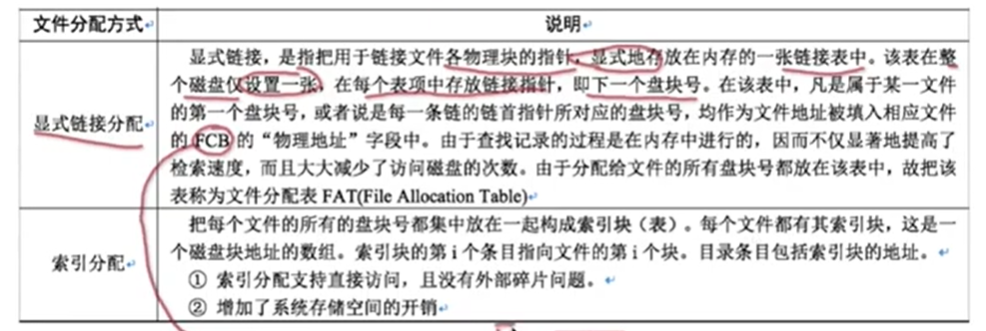 文件分配方式
说明
显式链接，是指把用于链接文件各物理块的指针，显式地存放在内存的一张链接表中。该表在整
个磁盘仅设置一张，在每个表项中存放链接指针，即下一个盘块号。在该表中，凡是属于某一文件
的第一个盘块号，或者说是每一条链的链首指针所对应的盘块号，均作为文件地址被填入相应文件
显式链接分配
的 FCB 的“物理地址”字段中。由于查找记录的过程是在内存中进行的，因而不仅显著地提高了
检索速度，而且大大减少了访问磁盘的次数。由于分配给文件的所有盘块号都放在该表中，故把该
表称为文件分配表 FAT(File Allocation Table)
把每个文件的所有的盘块号都集中放在一起构成索引块（表）。每个文件都有其索引块，这是一
个磁盘块地址的数组。索引块的第 i 个条目指向文件的第 i 个块。目录条目包括索引块的地址。
索引分配
① 索引分配支持直接访问，且没有外部碎片问题。
② 增加了系统存储空间的开销